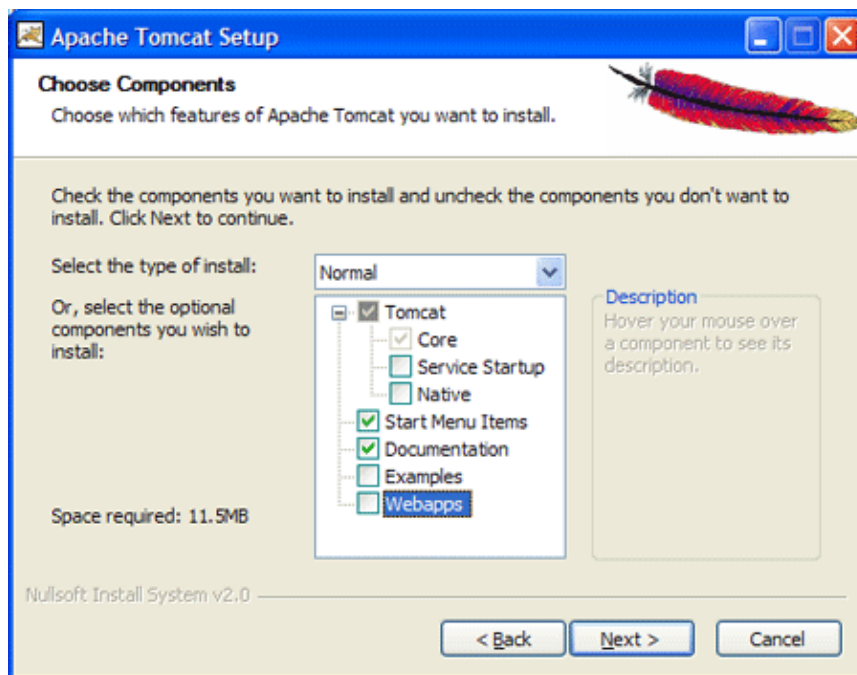 Apache Tomcat Setup
Choose Components
Choose which features of Apache Tomcat you want to install.
Check the components you want to install and uncheck the components you don't want to
install. Click Next to continue.
Select the type of install:
Normal
Or, select the optional
components you wish to
install:
Tomcat
Core
Service Startup
Native
Start Menu Items
Documentation
Examples
Webapps
Description
Hover your mouse over
a component to see its
description.
Space required: 11.5MB
Nullsoft Install System v2.0
< Back
Next >
Cancel